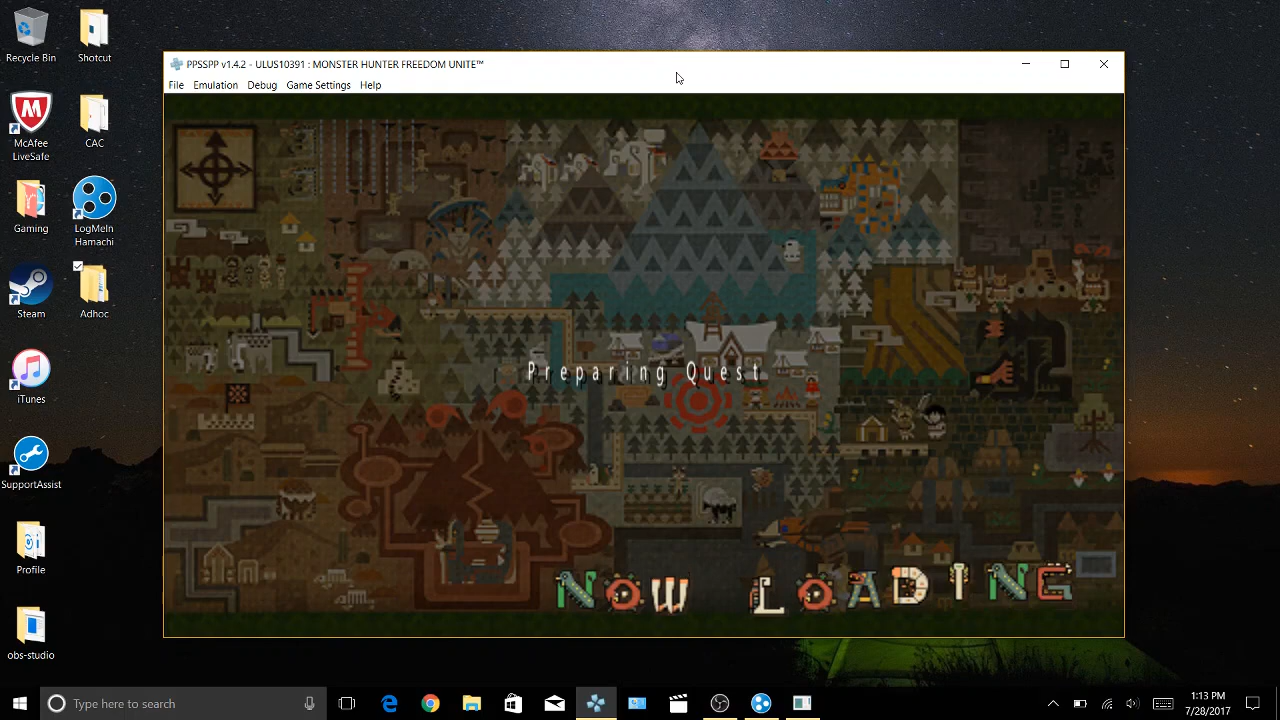 Recycle Bin
Shotcut
McAfee
LiveSafe
CAC
Gaming
LogMeIn
Hamachi
Steam
Adhoc
iTunes
SupportAssist
Profile
obs-studio
PPSSPP v1.4.2 - ULUS10391 : MONSTER HUNTER FREEDOM UNITE™
File Emulation Debug Game Settings Help
Preparing Quest
NOW LOADING
Type here to search
1:13 PM
7/28/2017